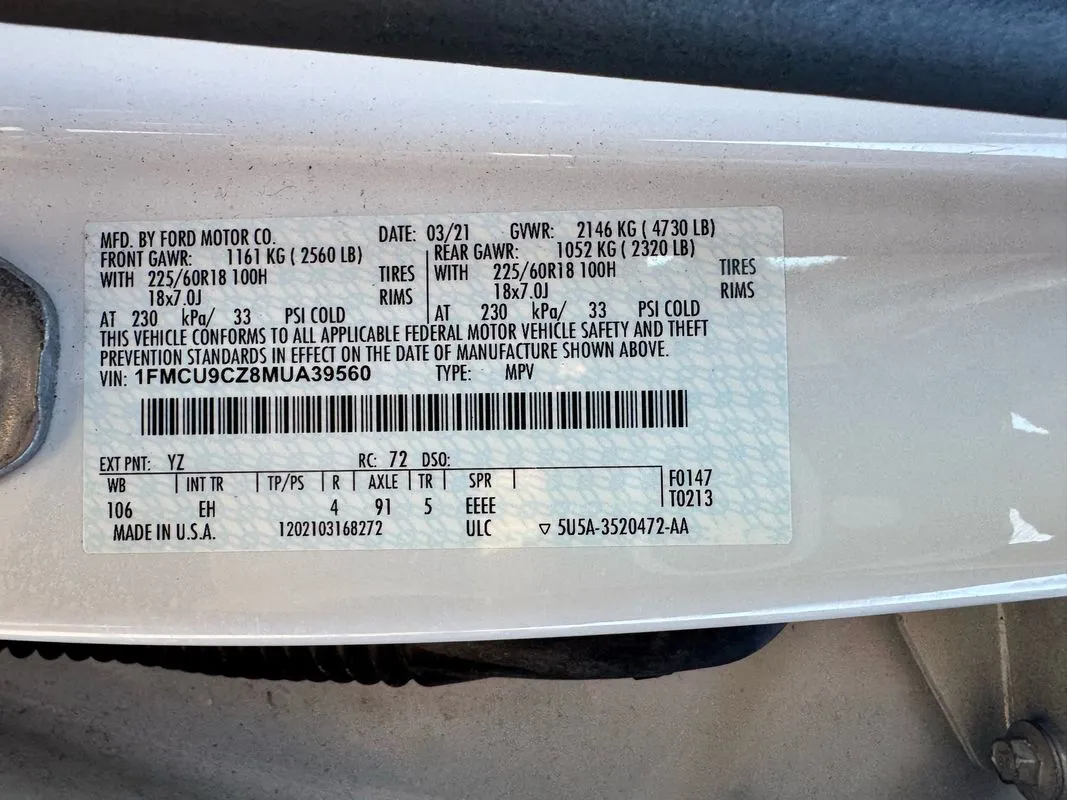 MFD. BY FORD MOTOR CO. DATE: 03/21 GVWR: 2146 KG ( 4730 LB)
FRONT GAWR: 1161 KG ( 2560 LB) REAR GAWR: 1052 KG ( 2320 LB)
WITH 225/60R18 100H TIRES WITH 225/60R18 100H TIRES
18x7.0J RIMS 18x7.0J RIMS
AT 230 kPa/ 33 PSI COLD AT 230 kPa/ 33 PSI COLD
THIS VEHICLE CONFORMS TO ALL APPLICABLE FEDERAL MOTOR VEHICLE SAFETY AND THEFT
PREVENTION STANDARDS IN EFFECT ON THE DATE OF MANUFACTURE SHOWN ABOVE.
VIN: 1FMCU9CZ8MUA39560 TYPE: MPV
EXT PNT: YZ RC: 72 DSO:
WB INT TR TP/PS R AXLE TR SPR F0147
106 EH 4 91 5 EEEE T0213
MADE IN U.S.A. 1202103168272 ULC ▽ 5U5A-3520472-AA